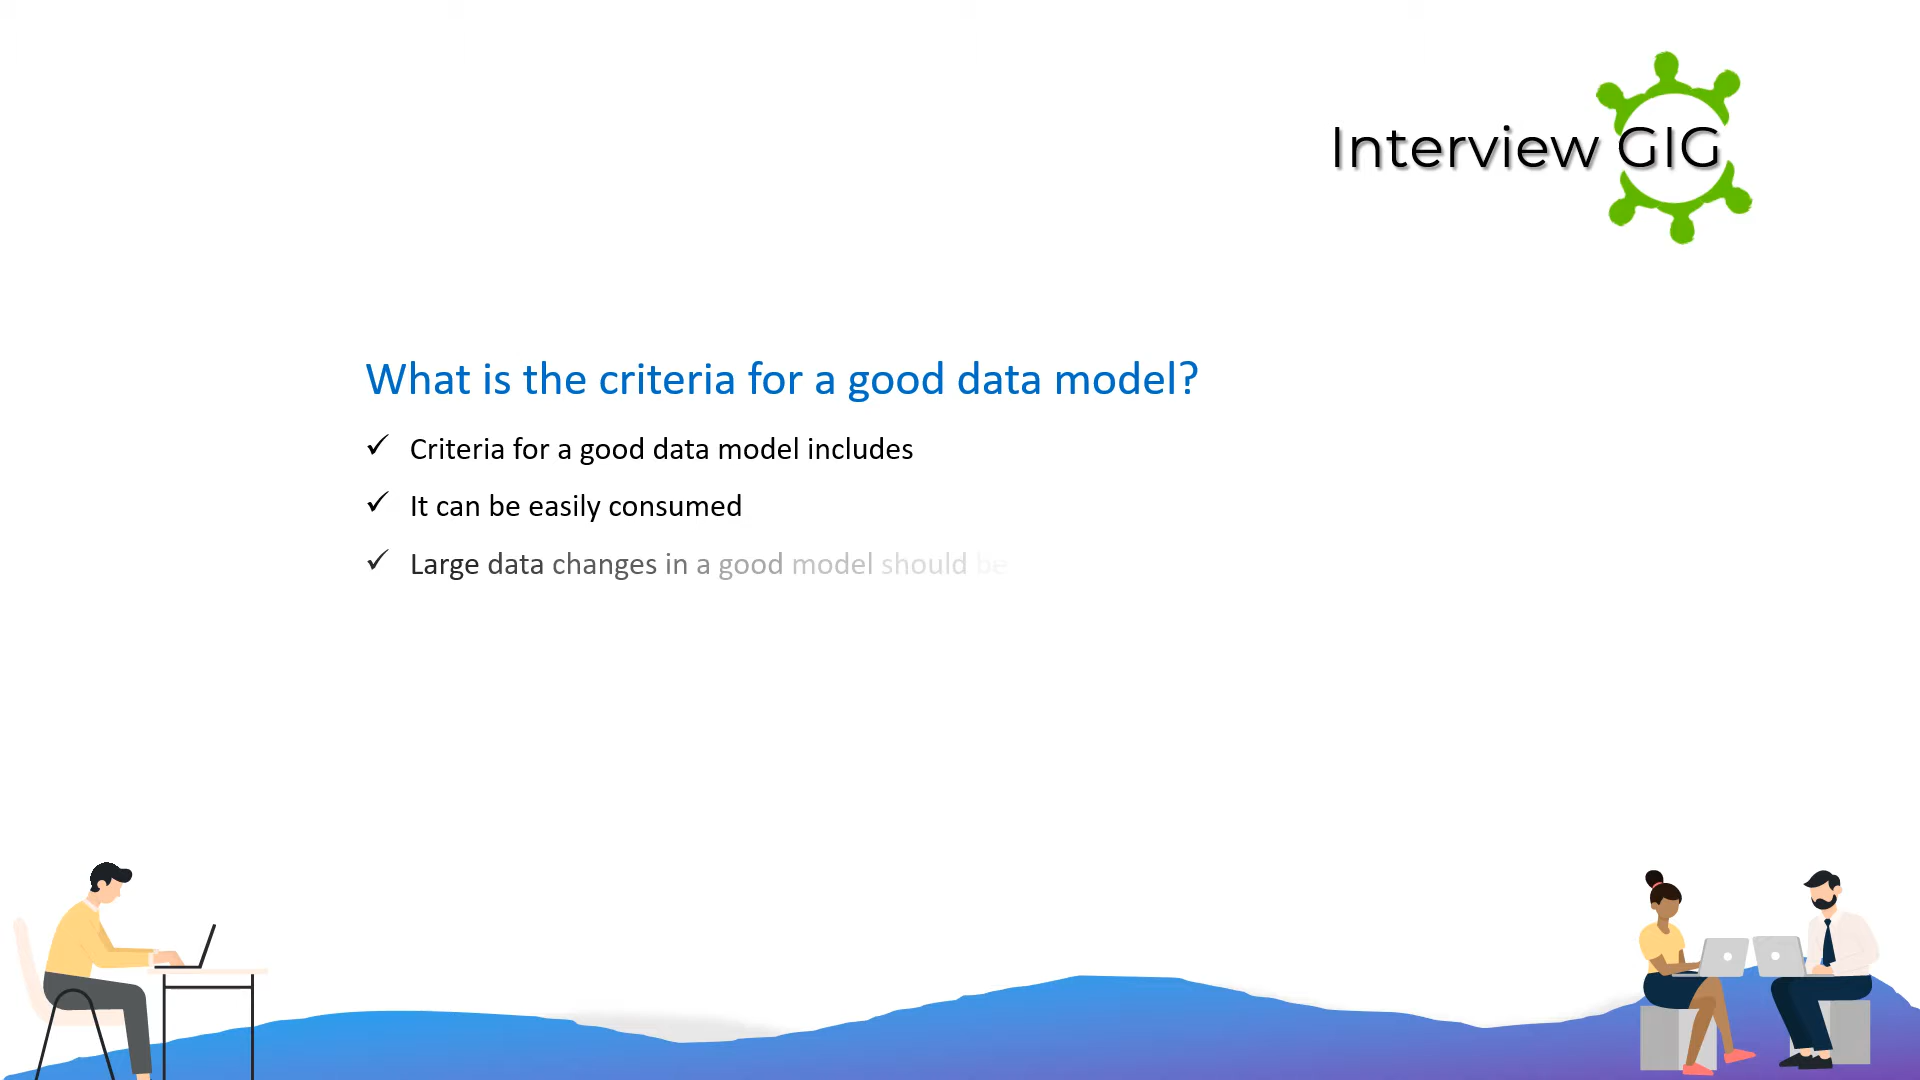 Interview GIG
What is the criteria for a good data model?
✓ Criteria for a good data model includes
✓ It can be easily consumed
✓ Large data changes in a good model should be